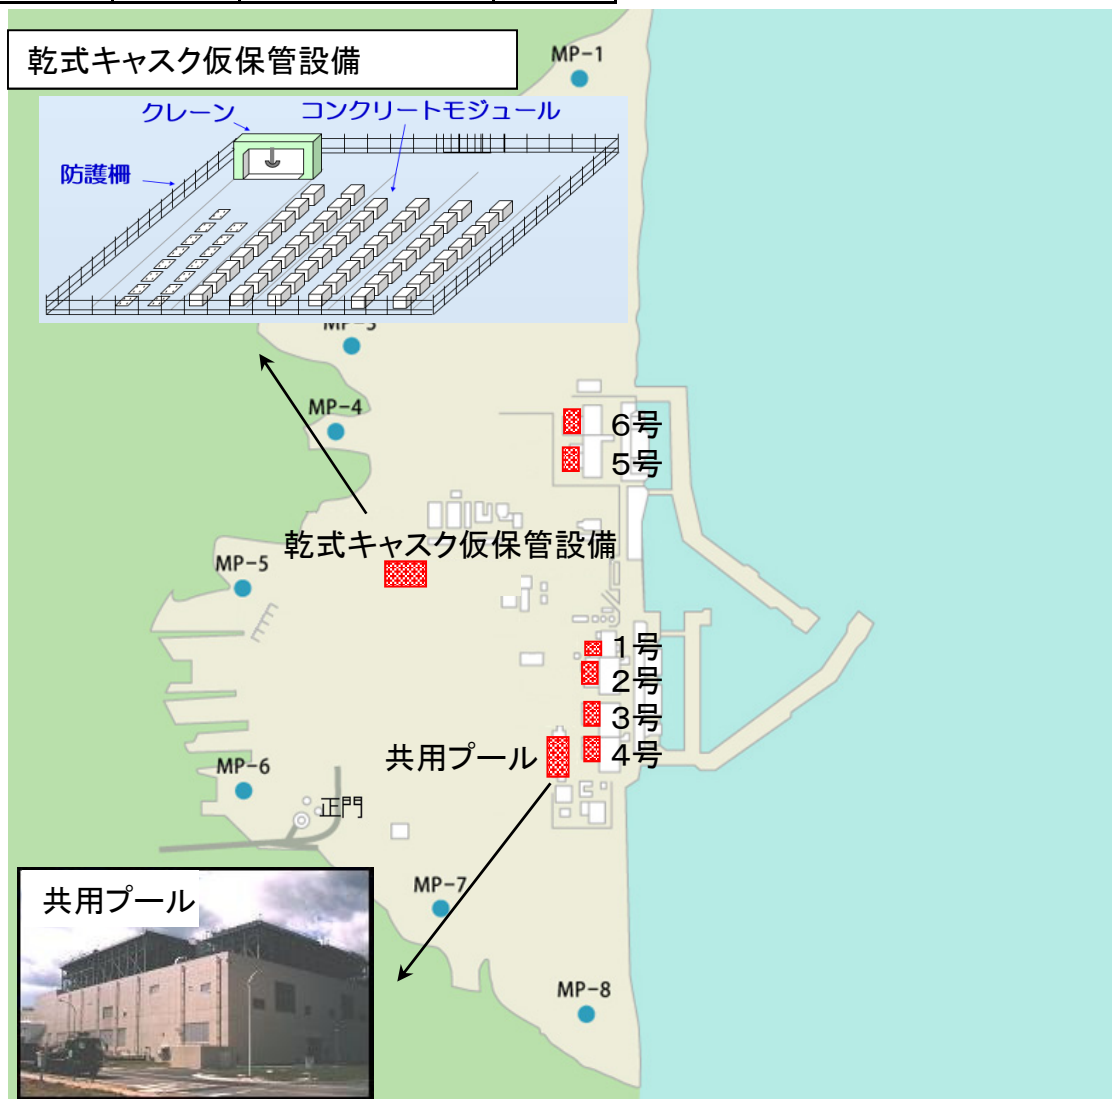 乾式キャスク仮保管設備
MP-1
クレーン
コンクリートモジュール
防護柵
MP-3
MP-4
6号
5号
乾式キャスク仮保管設備
MP-5
1号
2号
3号
共用プール
4号
MP-6
正門
共用プール
MP-7
MP-8